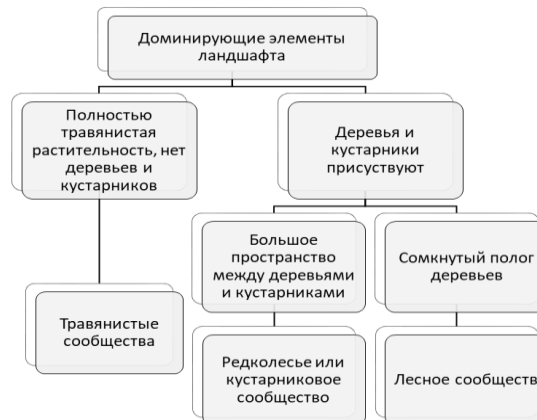 Доминирующие элементы
ландшафта
Полностью
травянистая
растительность, нет
деревьев и
кустарников
Деревья и
кустарники
присуствуют
Большое
пространство
между деревьями
и кустарниками
Сомкнутый полог
деревьев
Травянистые
сообщества
Редколесье или
кустарниковое
сообщество
Лесное сообществ